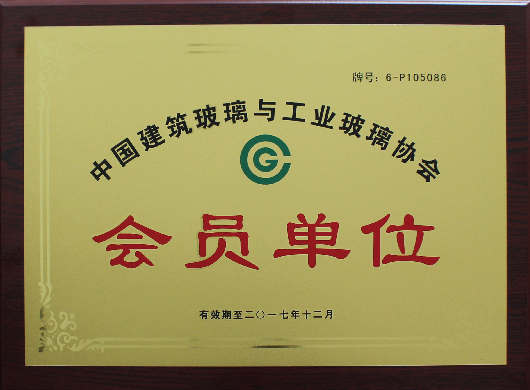 牌号：6-P105086
中国建筑玻璃与工业玻璃协会
CG
会员单位
有效期至二〇一七年十二月